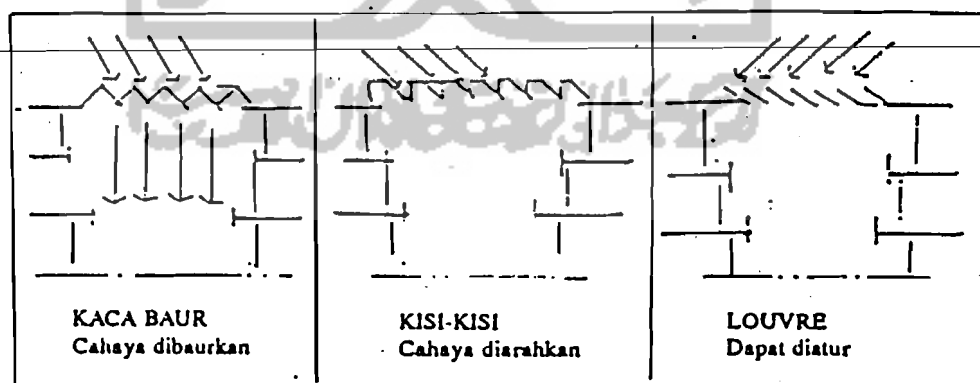 KACA BAUR
Cahaya dibaurkan
KISI-KISI
Cahaya diarahkan
LOUVRE
Dapat diatur